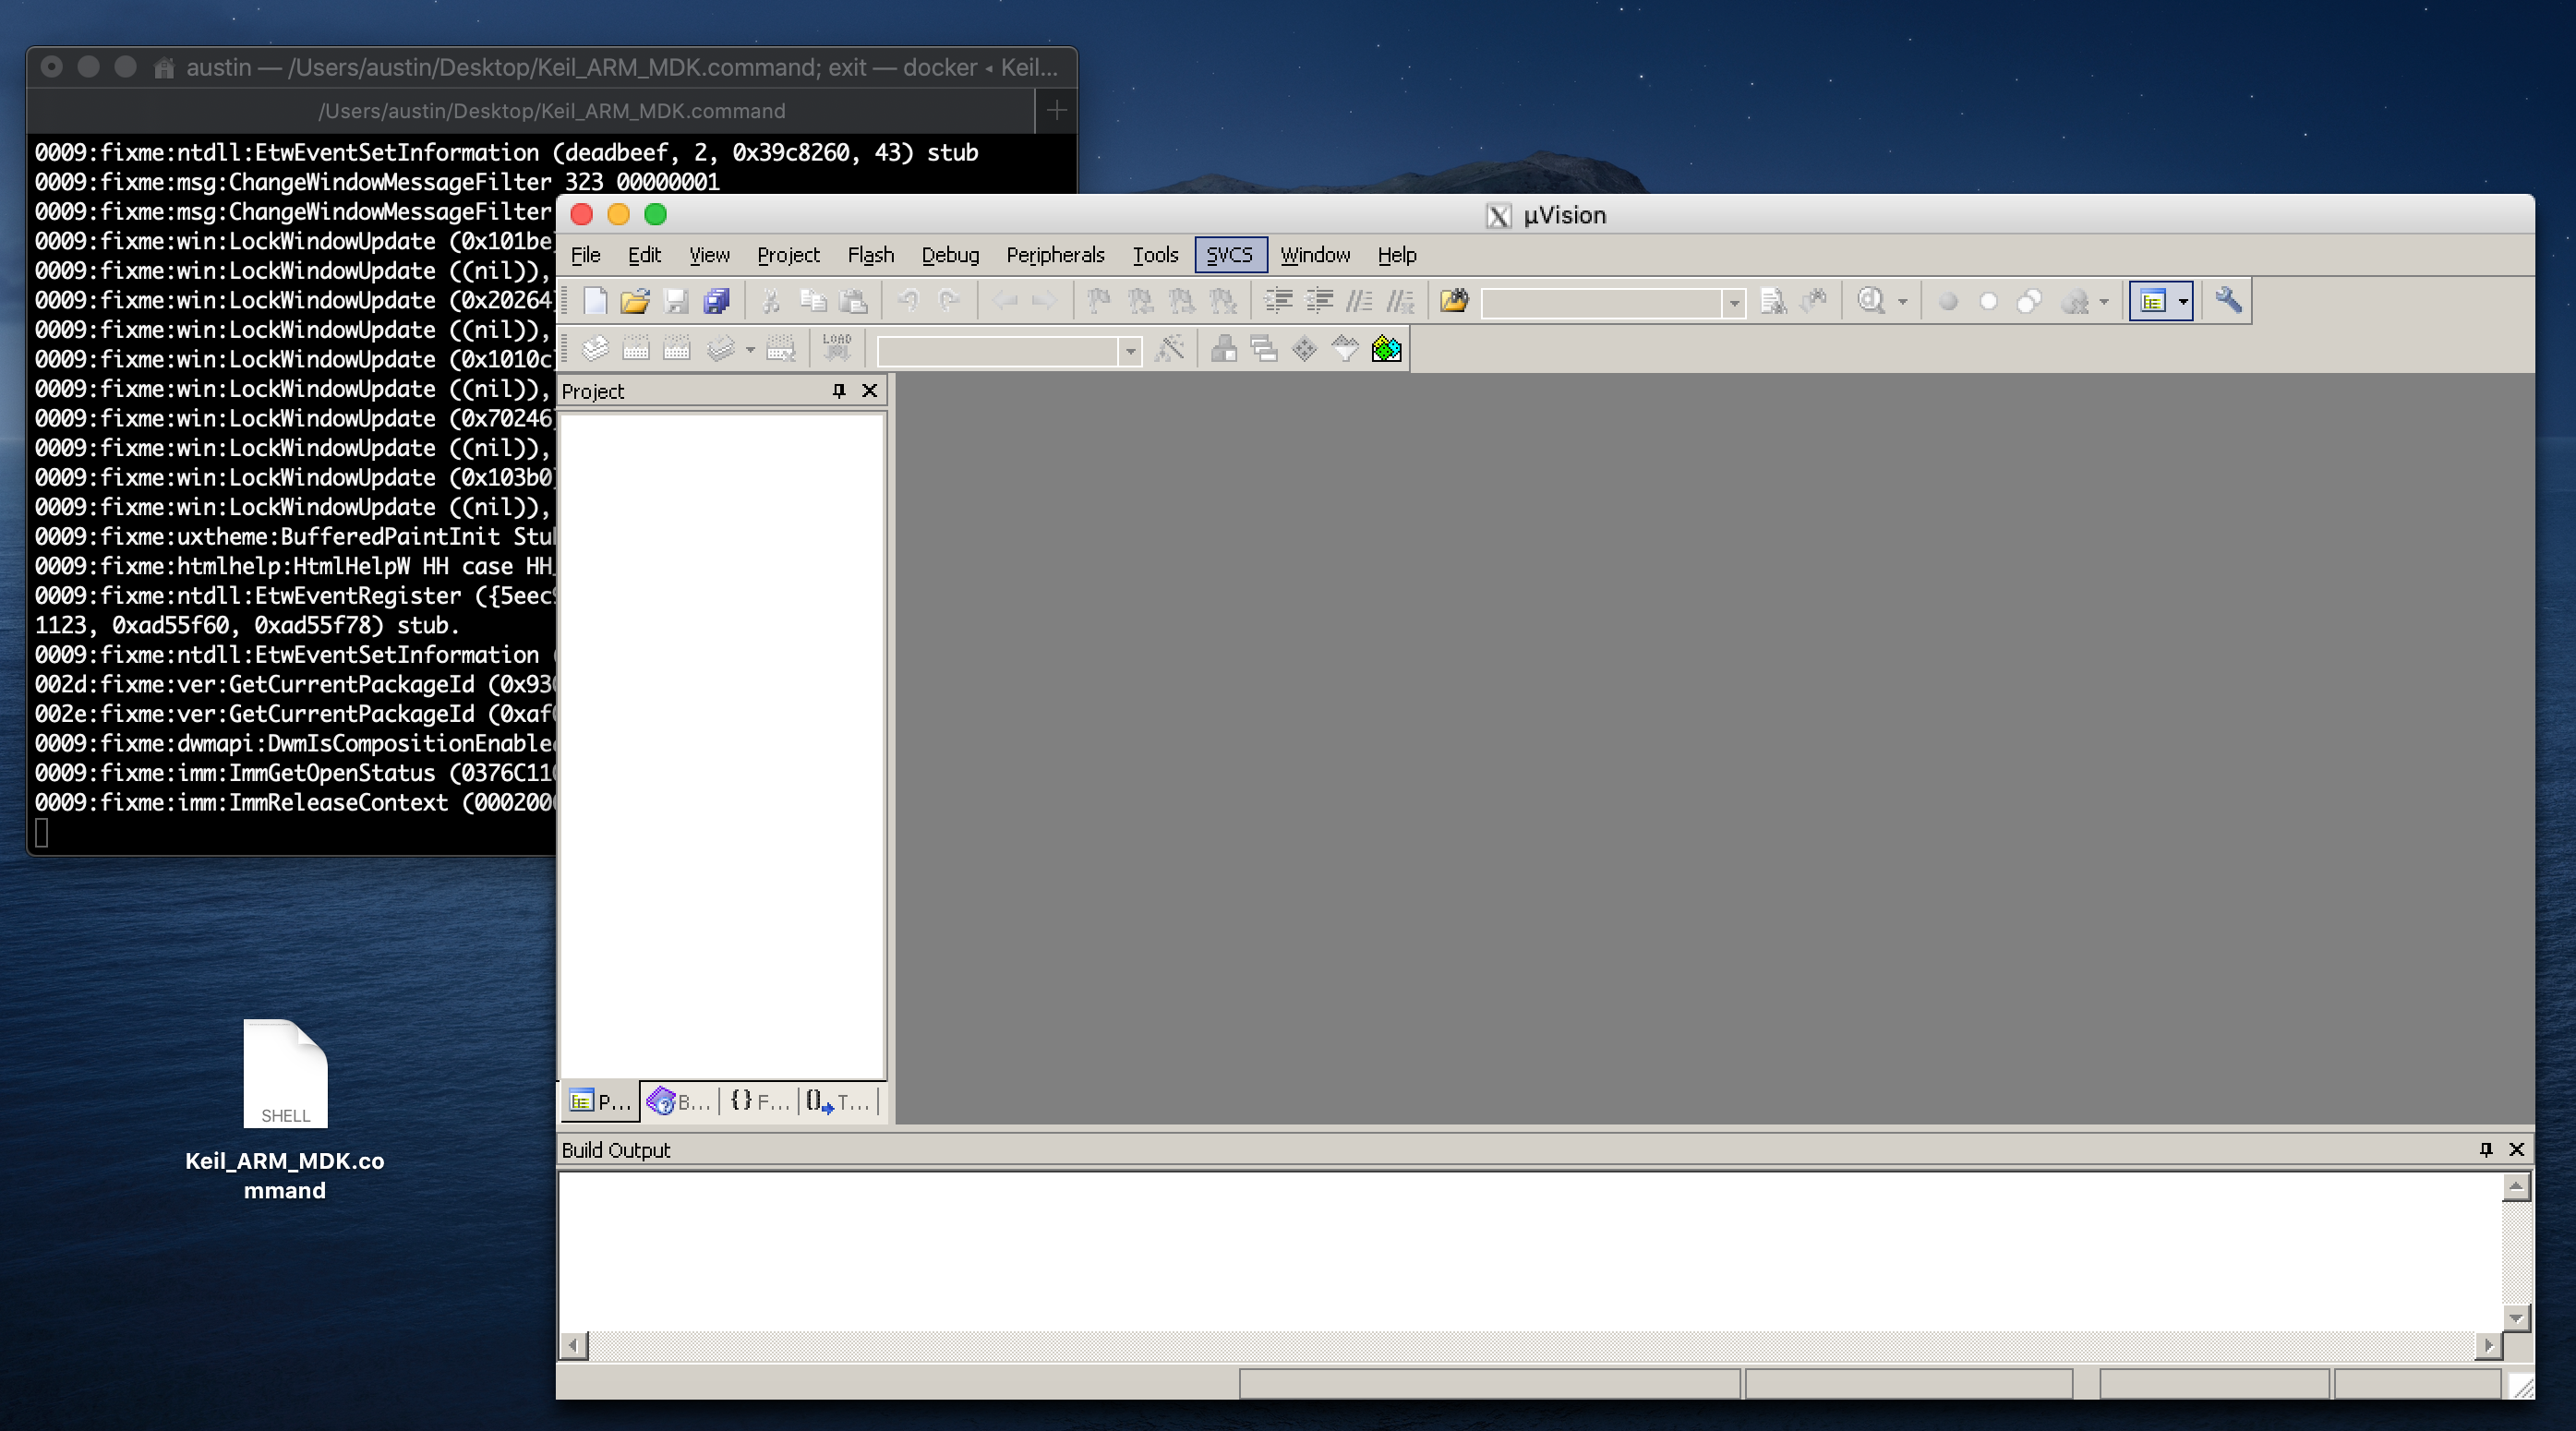 austin — /Users/austin/Desktop/Keil_ARM_MDK.command; exit — docker ◂ Keil...
/Users/austin/Desktop/Keil_ARM_MDK.command
0009:fixme:ntdll:EtwEventSetInformation (deadbeef, 2, 0x39c8260, 43) stub
0009:fixme:msg:ChangeWindowMessageFilter 323 00000001
0009:fixme:msg:ChangeWindowMessageFilter
0009:fixme:win:LockWindowUpdate (0x101be
0009:fixme:win:LockWindowUpdate ((nil)),
0009:fixme:win:LockWindowUpdate (0x20264
0009:fixme:win:LockWindowUpdate ((nil)),
0009:fixme:win:LockWindowUpdate (0x1010c
0009:fixme:win:LockWindowUpdate ((nil)),
0009:fixme:win:LockWindowUpdate (0x70246
0009:fixme:win:LockWindowUpdate ((nil)),
0009:fixme:win:LockWindowUpdate (0x103b0
0009:fixme:win:LockWindowUpdate ((nil)),
0009:fixme:uxtheme:BufferedPaintInit Stu
0009:fixme:htmlhelp:HtmlHelpW HH case HH_
0009:fixme:ntdll:EtwEventRegister ({5eec
1123, 0xad55f60, 0xad55f78) stub.
0009:fixme:ntdll:EtwEventSetInformation (
002d:fixme:ver:GetCurrentPackageId (0x93
002e:fixme:ver:GetCurrentPackageId (0xaf
0009:fixme:dwmapi:DwmIsCompositionEnable
0009:fixme:imm:ImmGetOpenStatus (0376C11
0009:fixme:imm:ImmReleaseContext (000200
SHELL
Keil_ARM_MDK.co
mmand
µVision
File Edit View Project Flash Debug Peripherals Tools SVCS Window Help
LOAD
Project
P... B... {} F... T...
Build Output